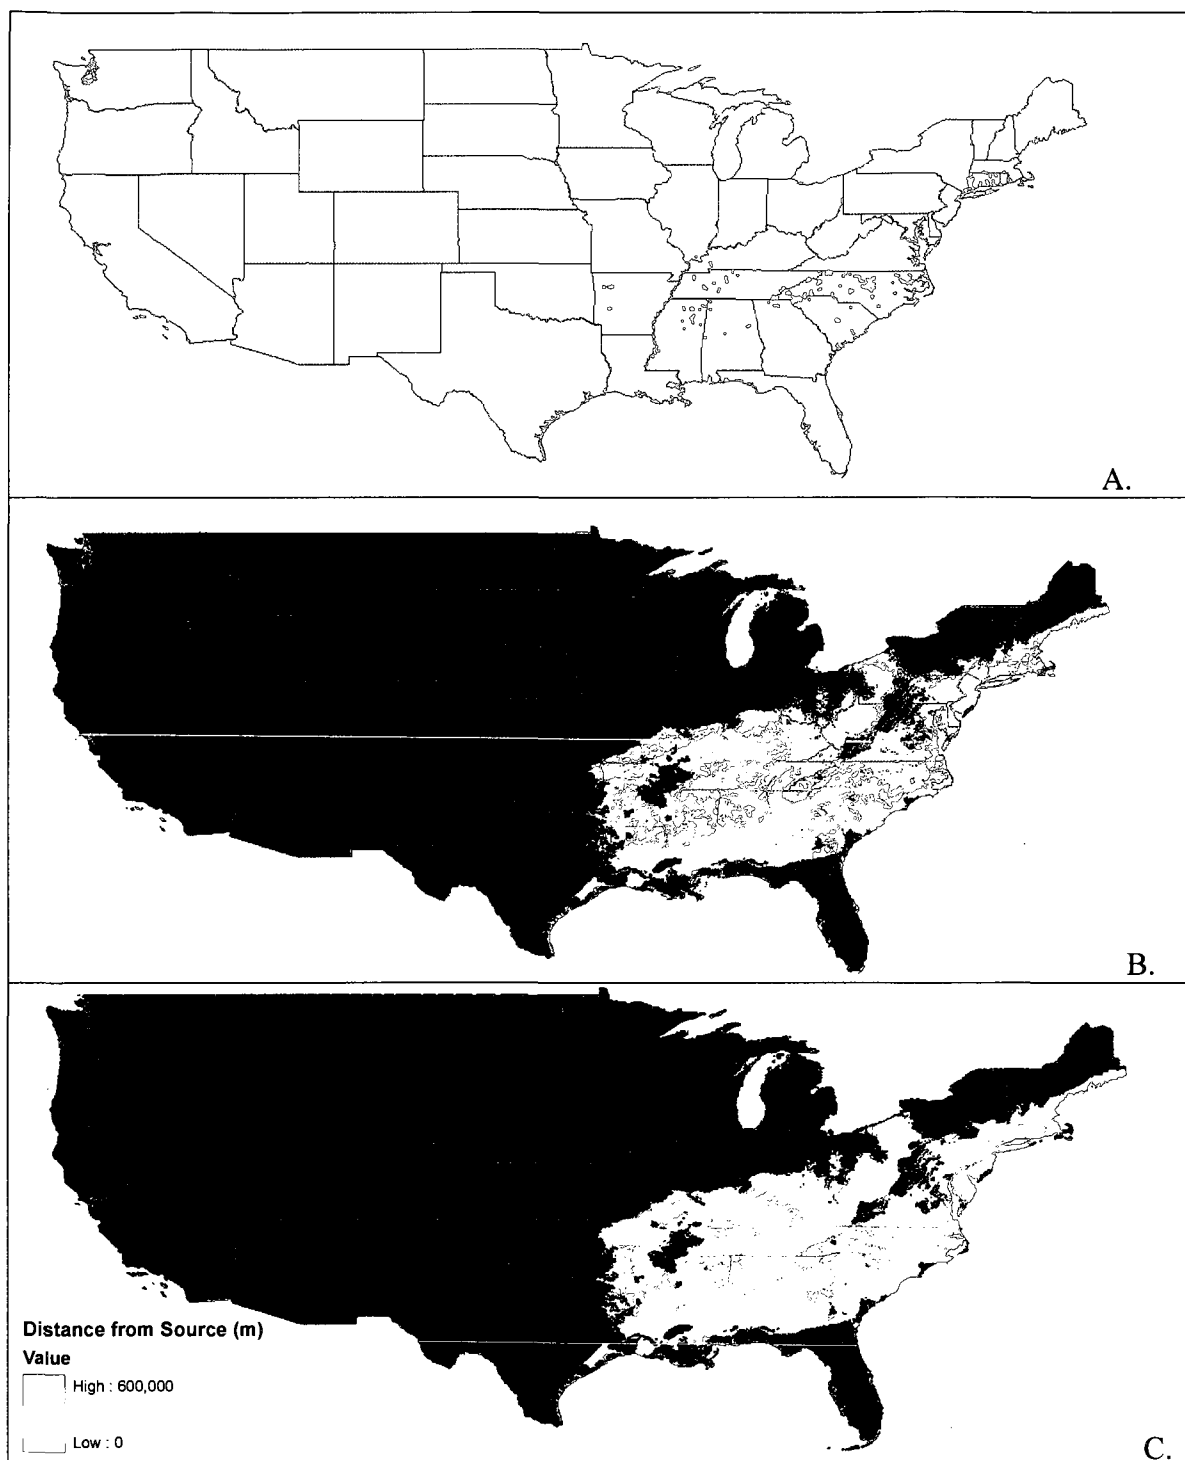 A.
B.
Distance from Source (m)
Value
High : 600,000
Low : 0
C.